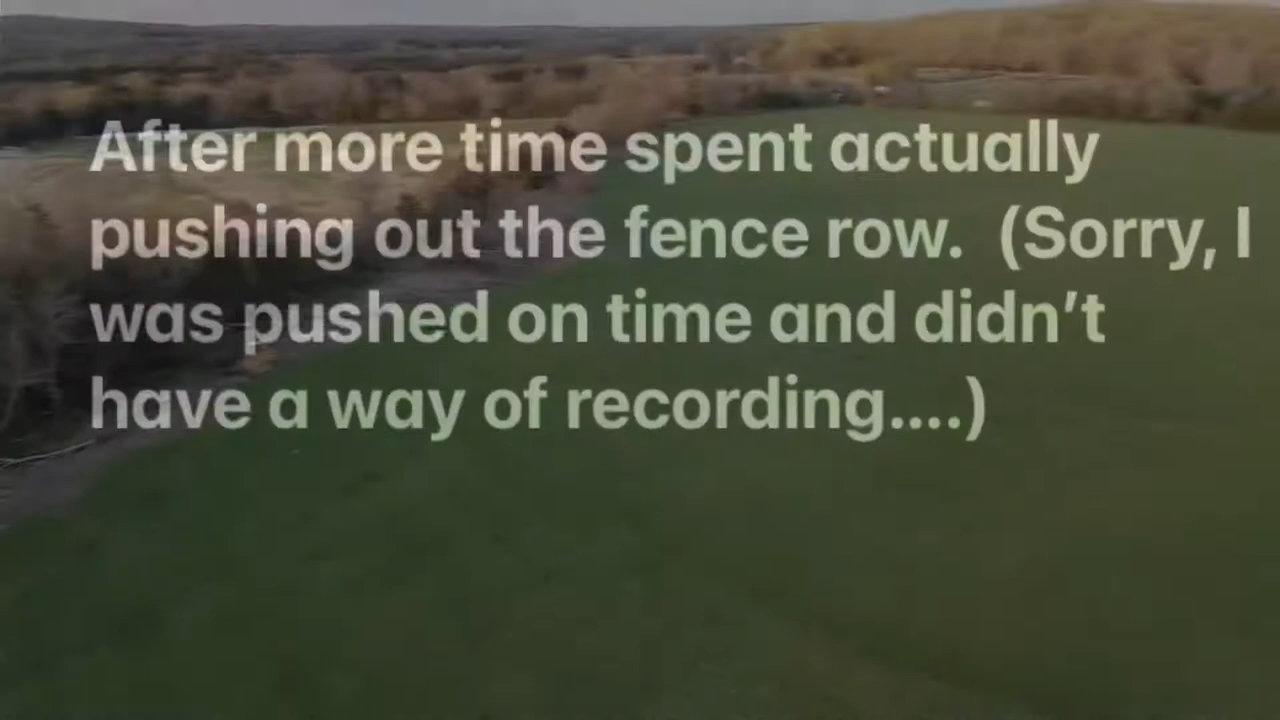 After more time spent actually
pushing out the fence row.  (Sorry, I
was pushed on time and didn’t
have a way of recording....)